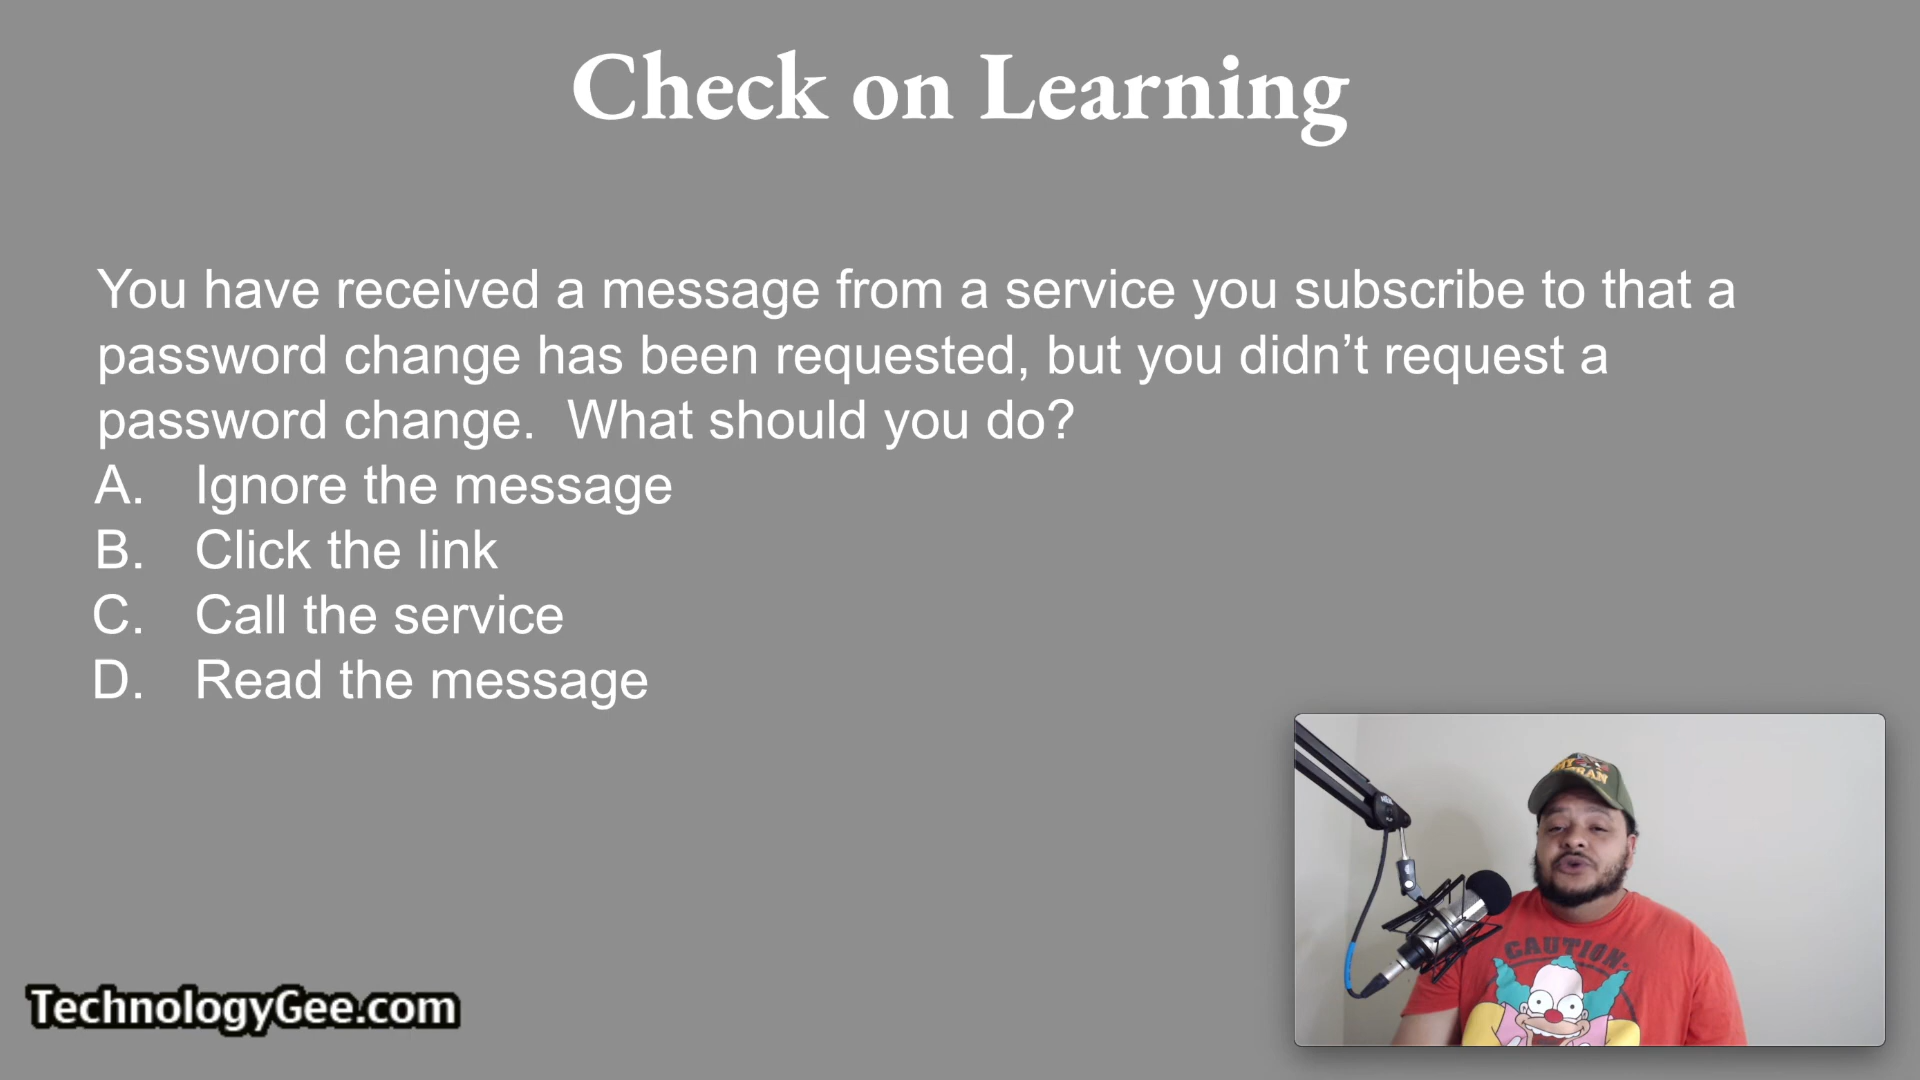 Check on Learning
You have received a message from a service you subscribe to that a
password change has been requested, but you didn’t request a
password change.  What should you do?
A. Ignore the message
B. Click the link
C. Call the service
D. Read the message
CAUTION
TechnologyGee.com